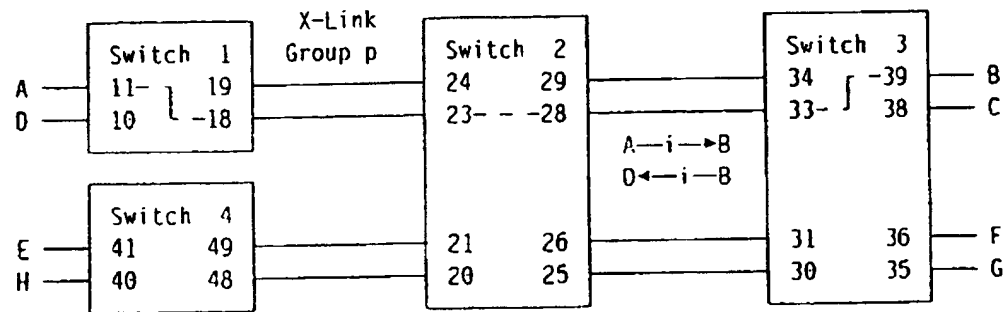 X-Link
Group p
Switch 1
Switch 2
Switch 3
A
11- 19
24 29
34 -39
B
D
10 -18
23- - -28
33- 38
C
A—i—►B
D◄—i—B
Switch 4
E
41 49
21 26
31 36
F
H
40 48
20 25
30 35
G